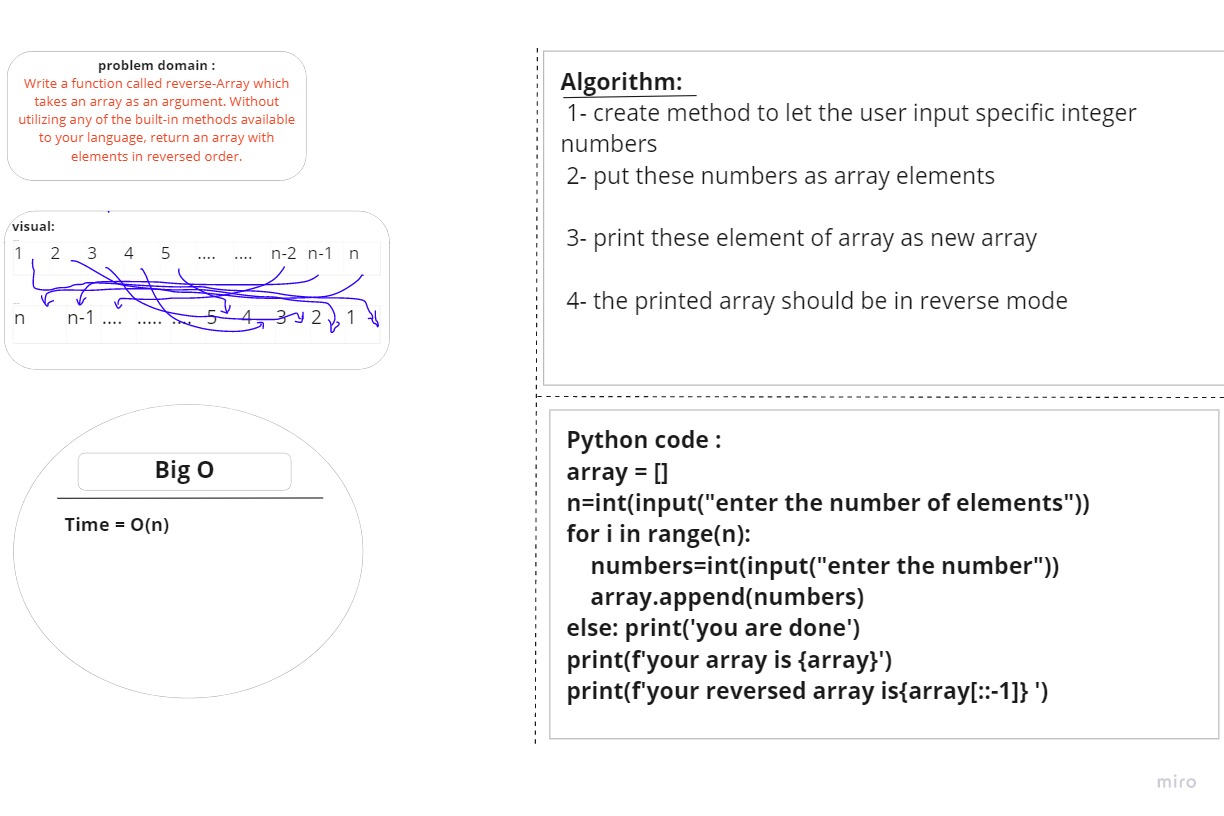 problem domain :
Write a function called reverse-Array which
takes an array as an argument. Without
utilizing any of the built-in methods available
to your language, return an array with
elements in reversed order.
visual:
1 2 3 4 5 .... .... n-2 n-1 n
n n-1 .... ..... .... 5 4 3 2 1
Big O
Time = O(n)
Algorithm:
1- create method to let the user input specific integer
numbers
2- put these numbers as array elements
3- print these element of array as new array
4- the printed array should be in reverse mode
Python code :
array = []
n=int(input("enter the number of elements"))
for i in range(n):
    numbers=int(input("enter the number"))
    array.append(numbers)
else: print('you are done')
print(f'your array is {array}')
print(f'your reversed array is{array[::-1]} ')
miro